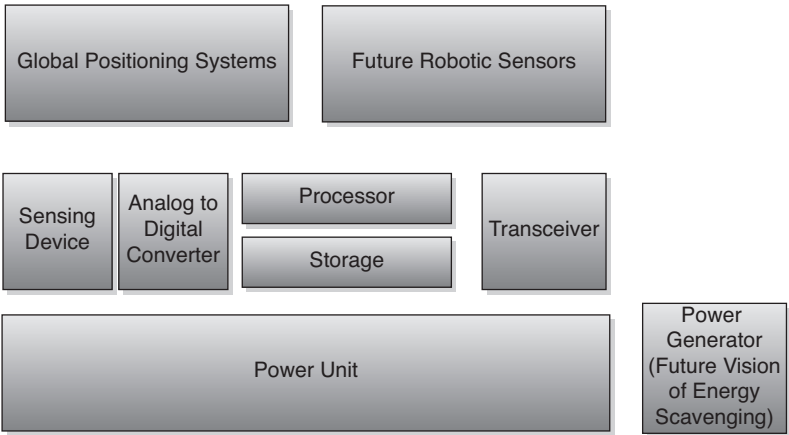 Global Positioning Systems
Future Robotic Sensors
Sensing
Device
Analog to
Digital
Converter
Processor
Storage
Transceiver
Power Unit
Power
Generator
(Future Vision
of Energy
Scavenging)